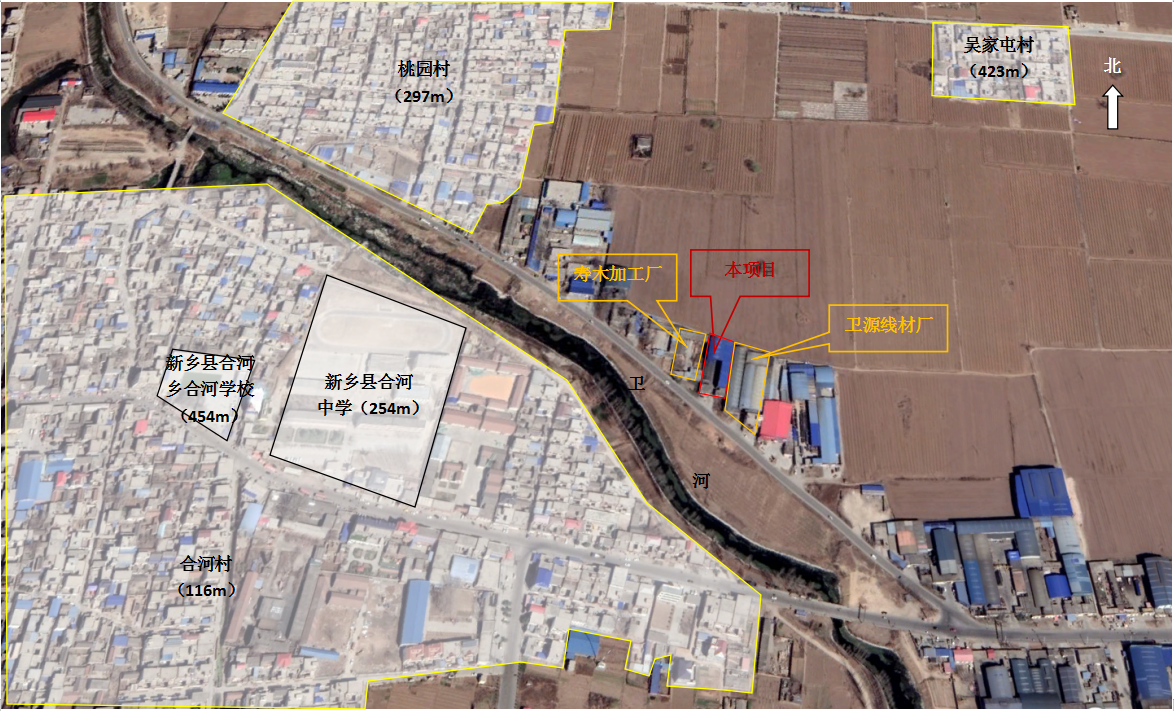 桃园村
（297m）
吴家屯村
（423m）
北
寿木加工厂
本项目
卫源线材厂
新乡县合河
乡合河学校
（454m）
新乡县合河
中学（254m）
卫
河
合河村
（116m）